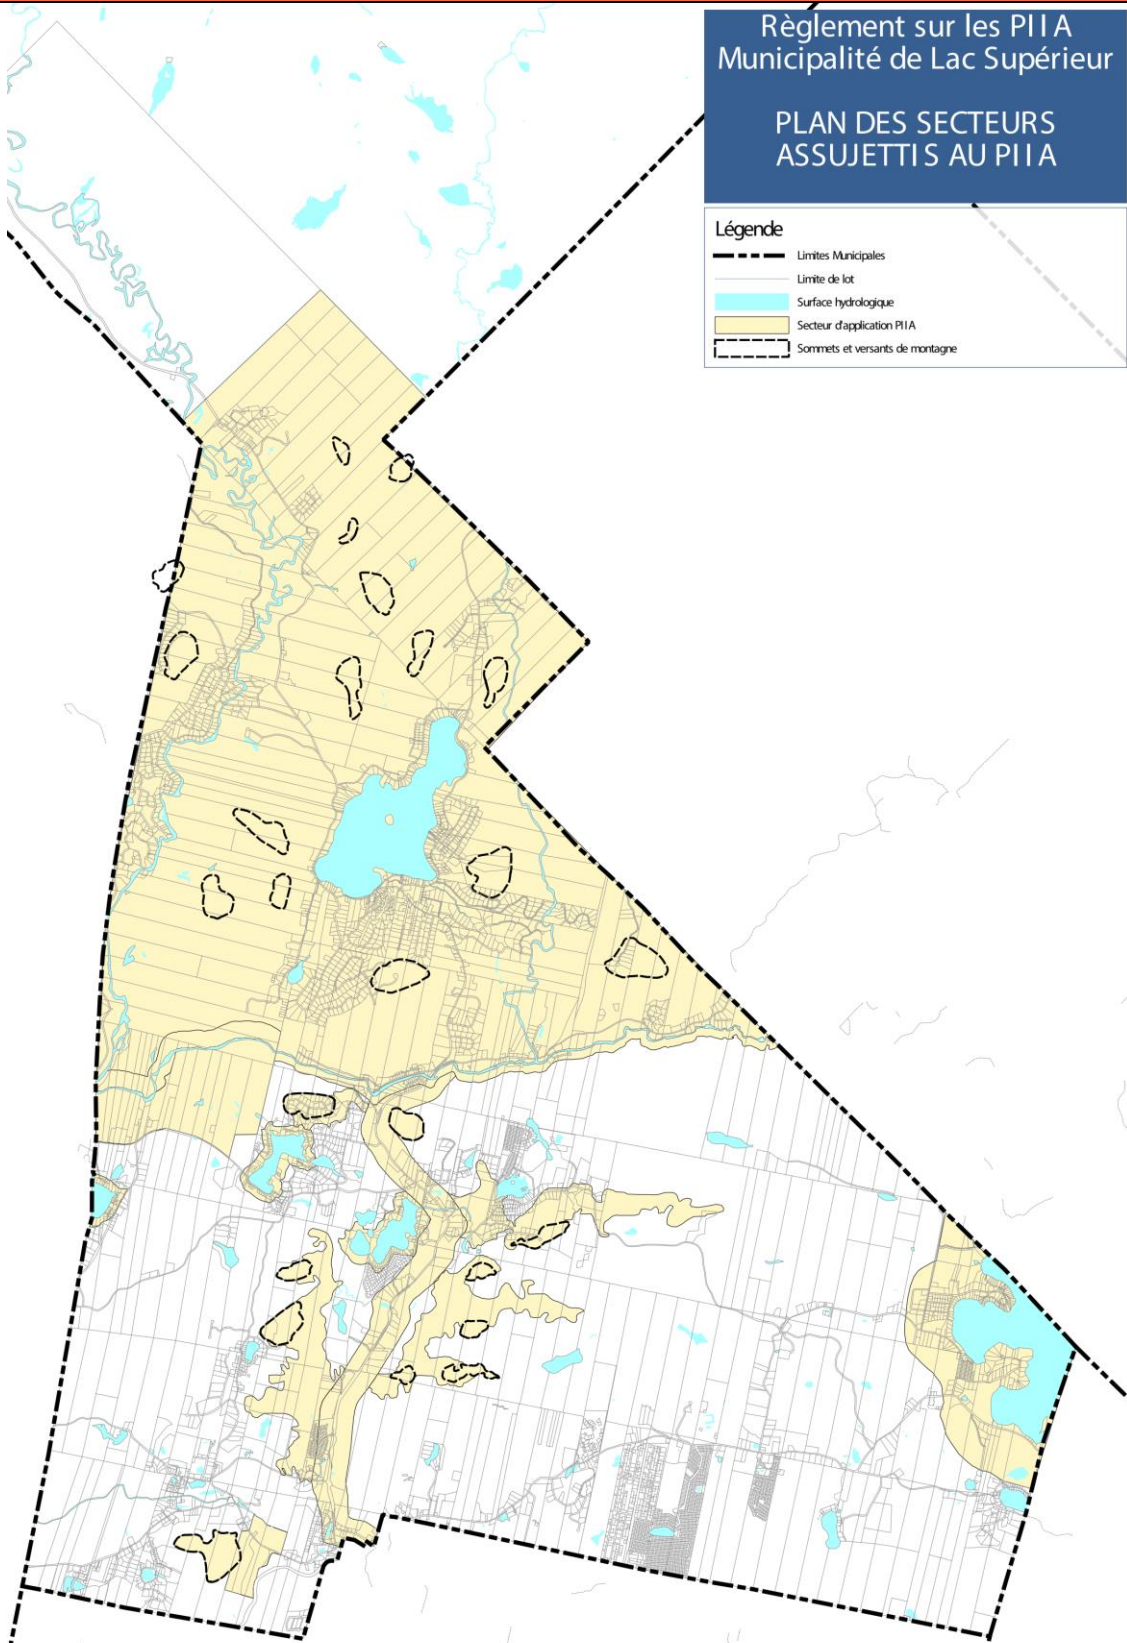 Règlement sur les PIIA
Municipalité de Lac Supérieur
PLAN DES SECTEURS
ASSUJETTIS AU PIIA
Légende
Limites Municipales
Limite de lot
Surface hydrologique
Secteur d'application PIIA
Sommets et versants de montagne